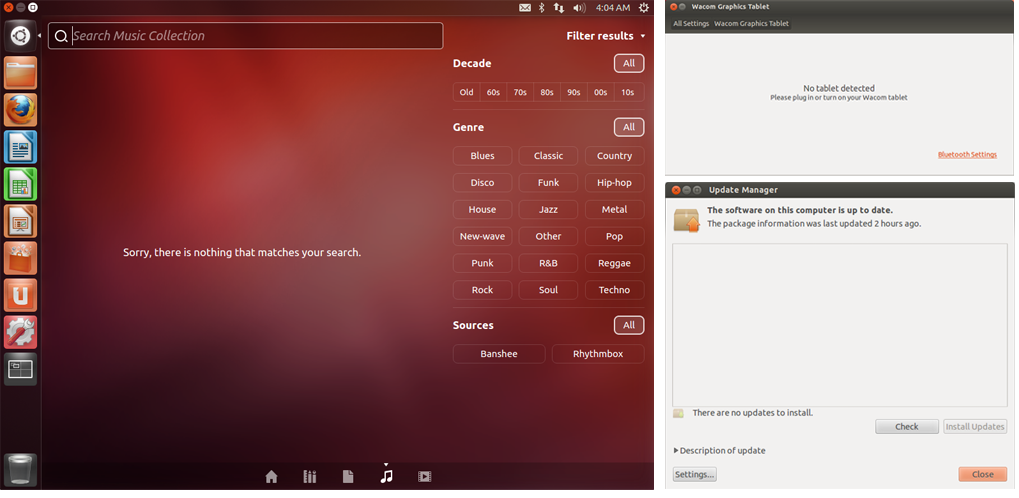 4:04 AM
Search Music Collection
Filter results
Decade All
Old 60s 70s 80s 90s 00s 10s
Genre All
Blues Classic Country
Disco Funk Hip-hop
House Jazz Metal
New-wave Other Pop
Punk R&B Reggae
Rock Soul Techno
Sorry, there is nothing that matches your search.
Sources All
Banshee Rhythmbox
Wacom Graphics Tablet
All Settings Wacom Graphics Tablet
No tablet detected
Please plug in or turn on your Wacom tablet
Bluetooth Settings
Update Manager
The software on this computer is up to date.
The package information was last updated 2 hours ago.
There are no updates to install.
Check Install Updates
Description of update
Settings... Close